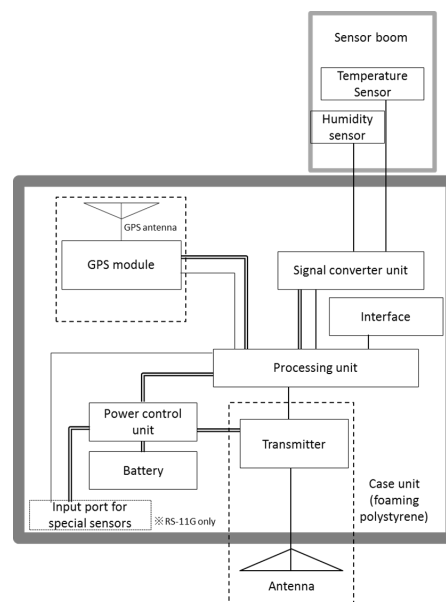 Sensor boom
Temperature
Sensor
Humidity
sensor
GPS antenna
GPS module
Signal converter unit
Interface
Processing unit
Power control
unit
Transmitter
Battery
Case unit
(foaming
polystyrene)
Input port for
special sensors
※RS-11G only
Antenna